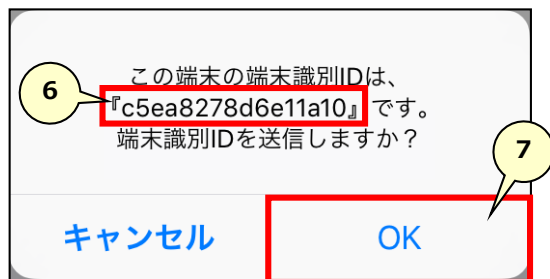 この端末の端末識別IDは、
6
『c5ea8278d6e11a10』です。
端末識別IDを送信しますか？
7
キャンセル
OK